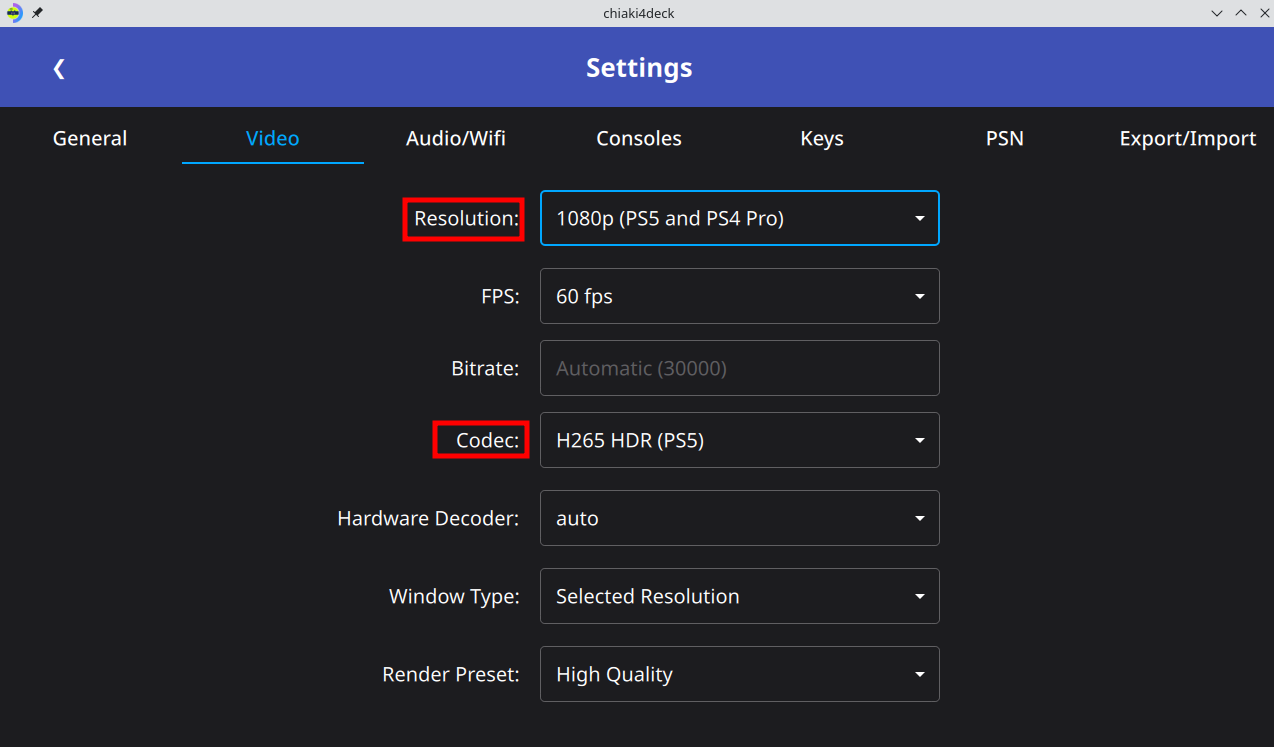 chiaki4deck
Settings
General Video Audio/Wifi Consoles Keys PSN Export/Import
Resolution: 1080p (PS5 and PS4 Pro)
FPS: 60 fps
Bitrate: Automatic (30000)
Codec: H265 HDR (PS5)
Hardware Decoder: auto
Window Type: Selected Resolution
Render Preset: High Quality